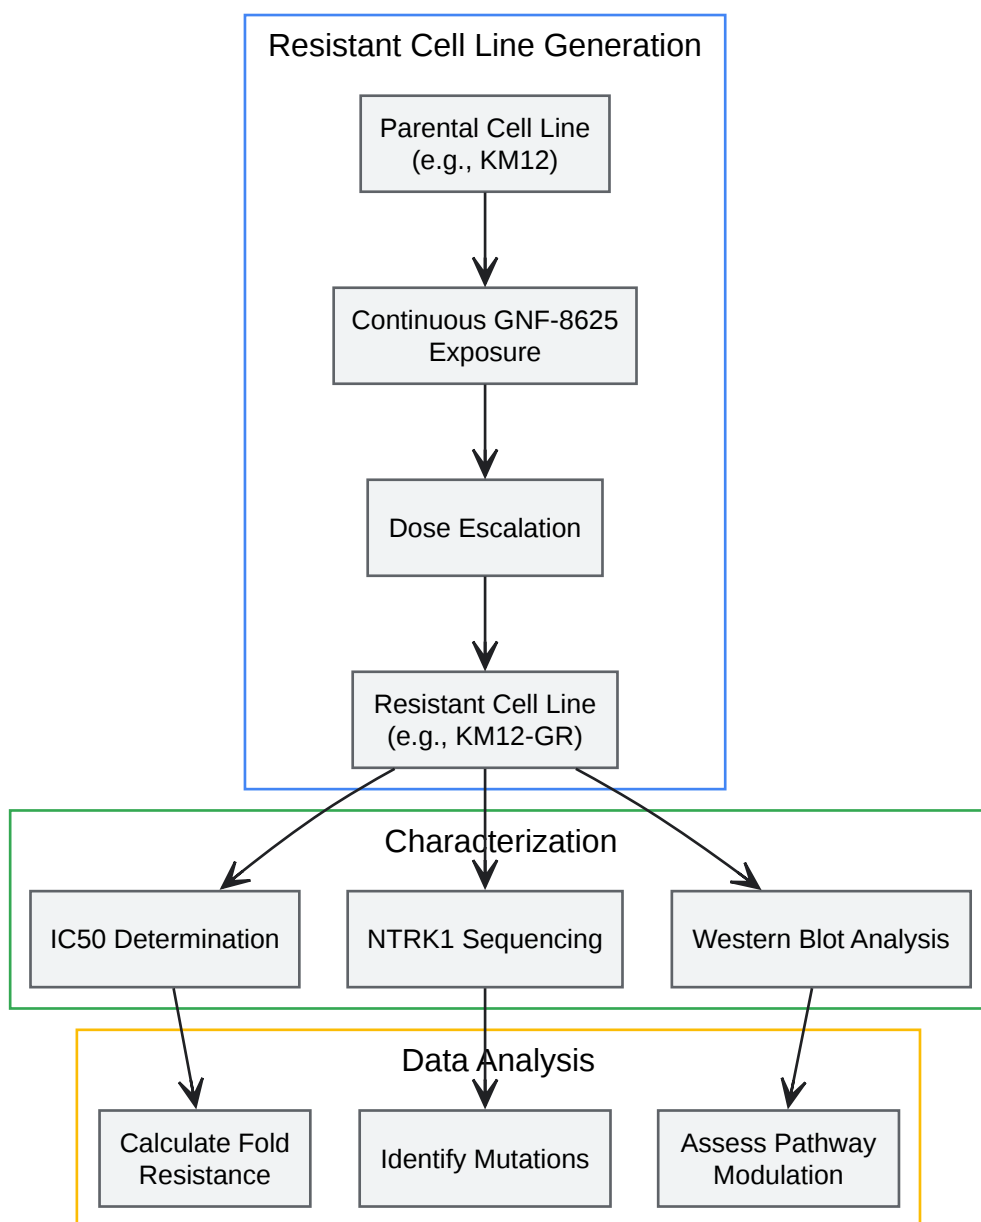 Resistant Cell Line Generation
Parental Cell Line
(e.g., KM12)
Continuous GNF-8625
Exposure
Dose Escalation
Resistant Cell Line
(e.g., KM12-GR)
Characterization
IC50 Determination
NTRK1 Sequencing
Western Blot Analysis
Data Analysis
Calculate Fold
Resistance
Identify Mutations
Assess Pathway
Modulation